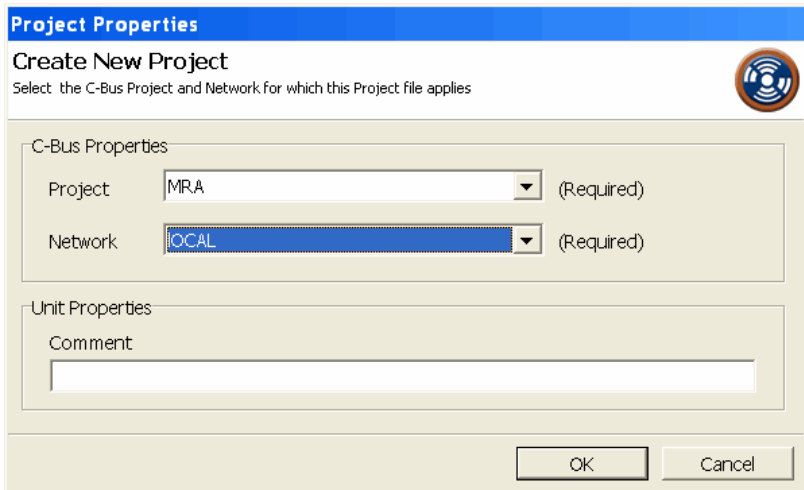 Project Properties
Create New Project
Select the C-Bus Project and Network for which this Project file applies
C-Bus Properties
Project MRA (Required)
Network lOCAL (Required)
Unit Properties
Comment
OK Cancel